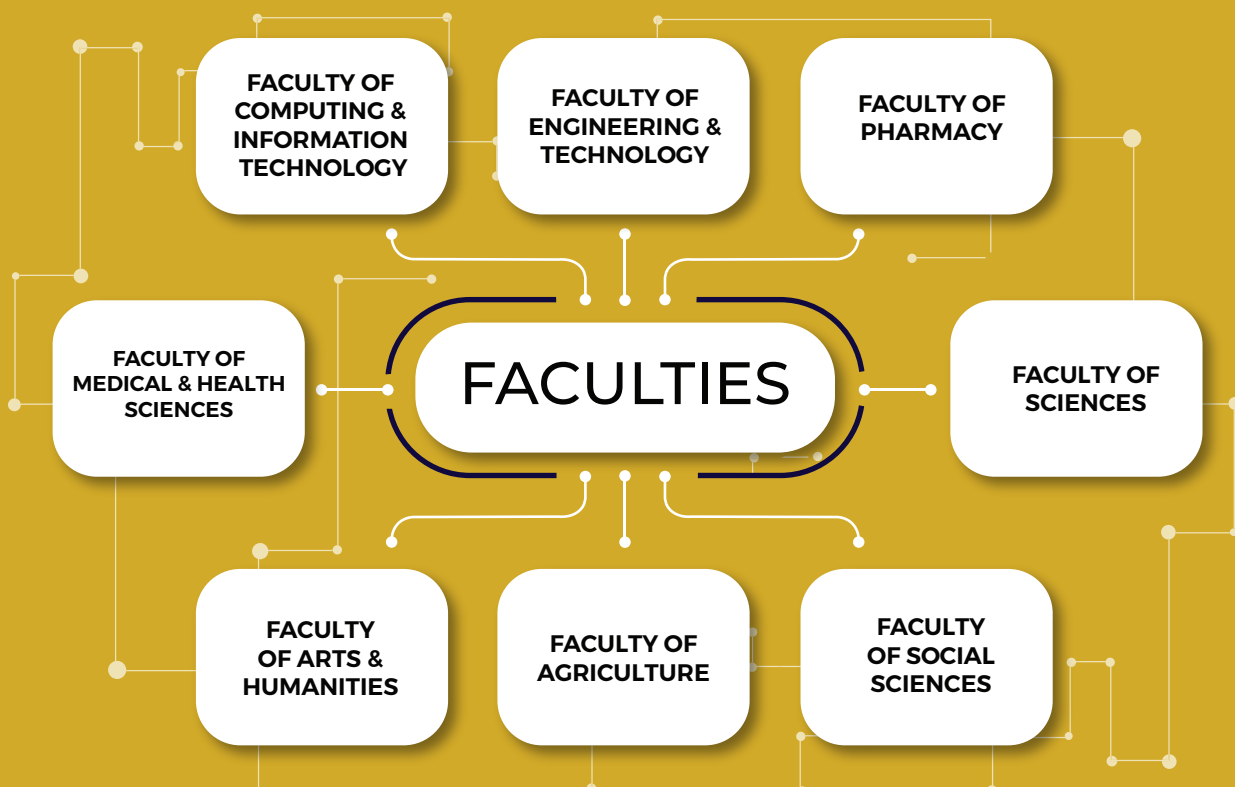 FACULTY OF
COMPUTING &
INFORMATION
TECHNOLOGY
FACULTY OF
ENGINEERING &
TECHNOLOGY
FACULTY OF
PHARMACY
FACULTY OF
MEDICAL & HEALTH
SCIENCES
FACULTIES
FACULTY OF
SCIENCES
FACULTY
OF ARTS &
HUMANITIES
FACULTY OF
AGRICULTURE
FACULTY
OF SOCIAL
SCIENCES